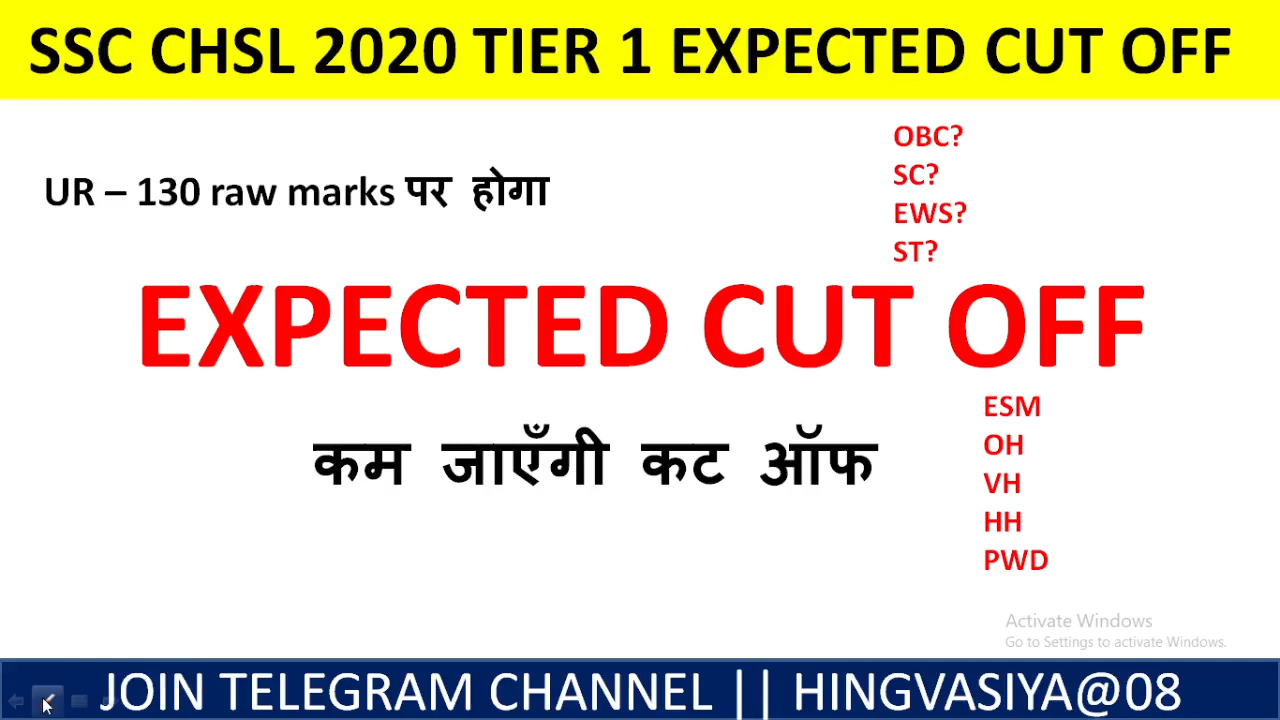 SSC CHSL 2020 TIER 1 EXPECTED CUT OFF
OBC?
UR – 130 raw marks पर होगा
SC?
EWS?
ST?
EXPECTED CUT OFF
ESM
कम जाएँगी कट ऑफ
OH
VH
HH
PWD
Activate Windows
Go to Settings to activate Windows.
JOIN TELEGRAM CHANNEL || HINGVASIYA@08